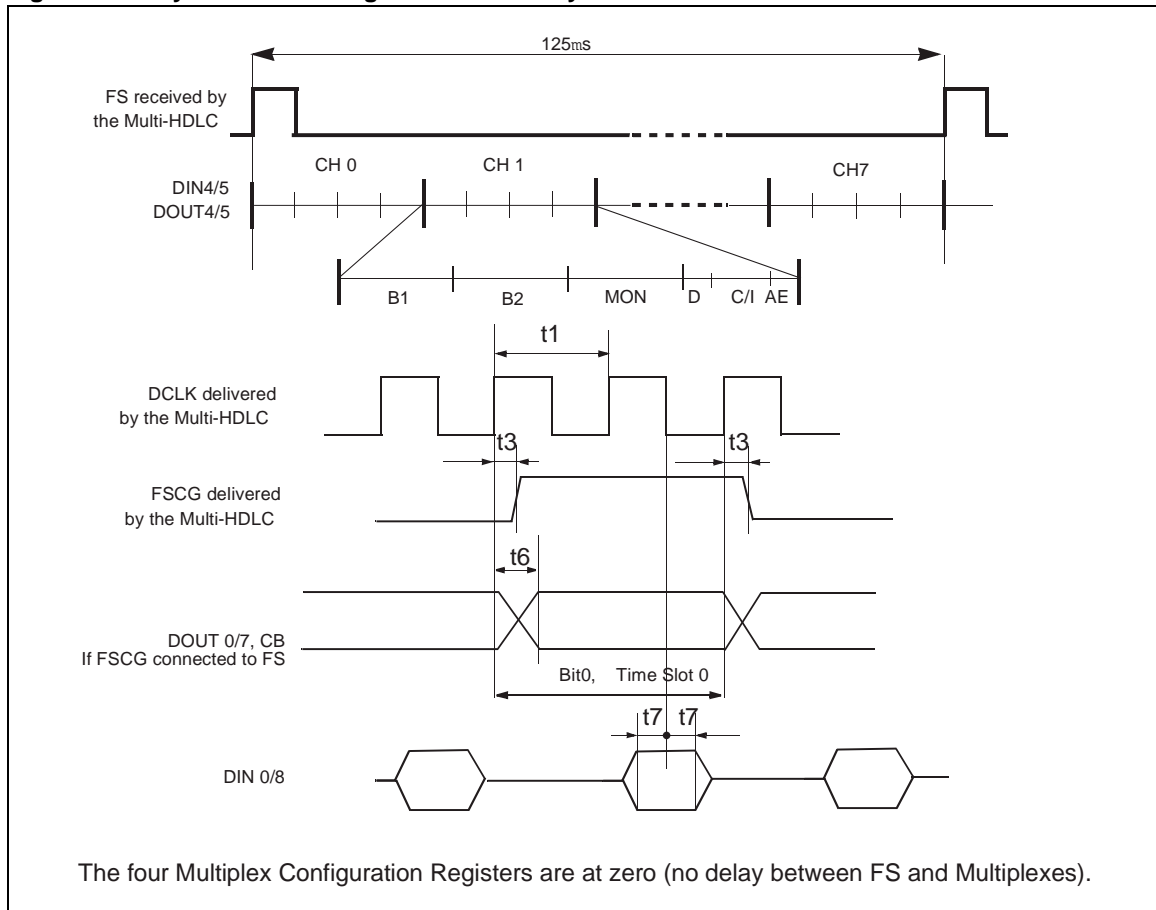 125ms
FS received by
the Multi-HDLC
CH 0 CH 1 CH7
DIN4/5
DOUT4/5
B1 B2 MON D C/I AE
t1
DCLK delivered
by the Multi-HDLC
t3 t3
FSCG delivered
by the Multi-HDLC
t6
DOUT 0/7, CB
If FSCG connected to FS
Bit0, Time Slot 0
t7 t7
DIN 0/8
The four Multiplex Configuration Registers are at zero (no delay between FS and Multiplexes).